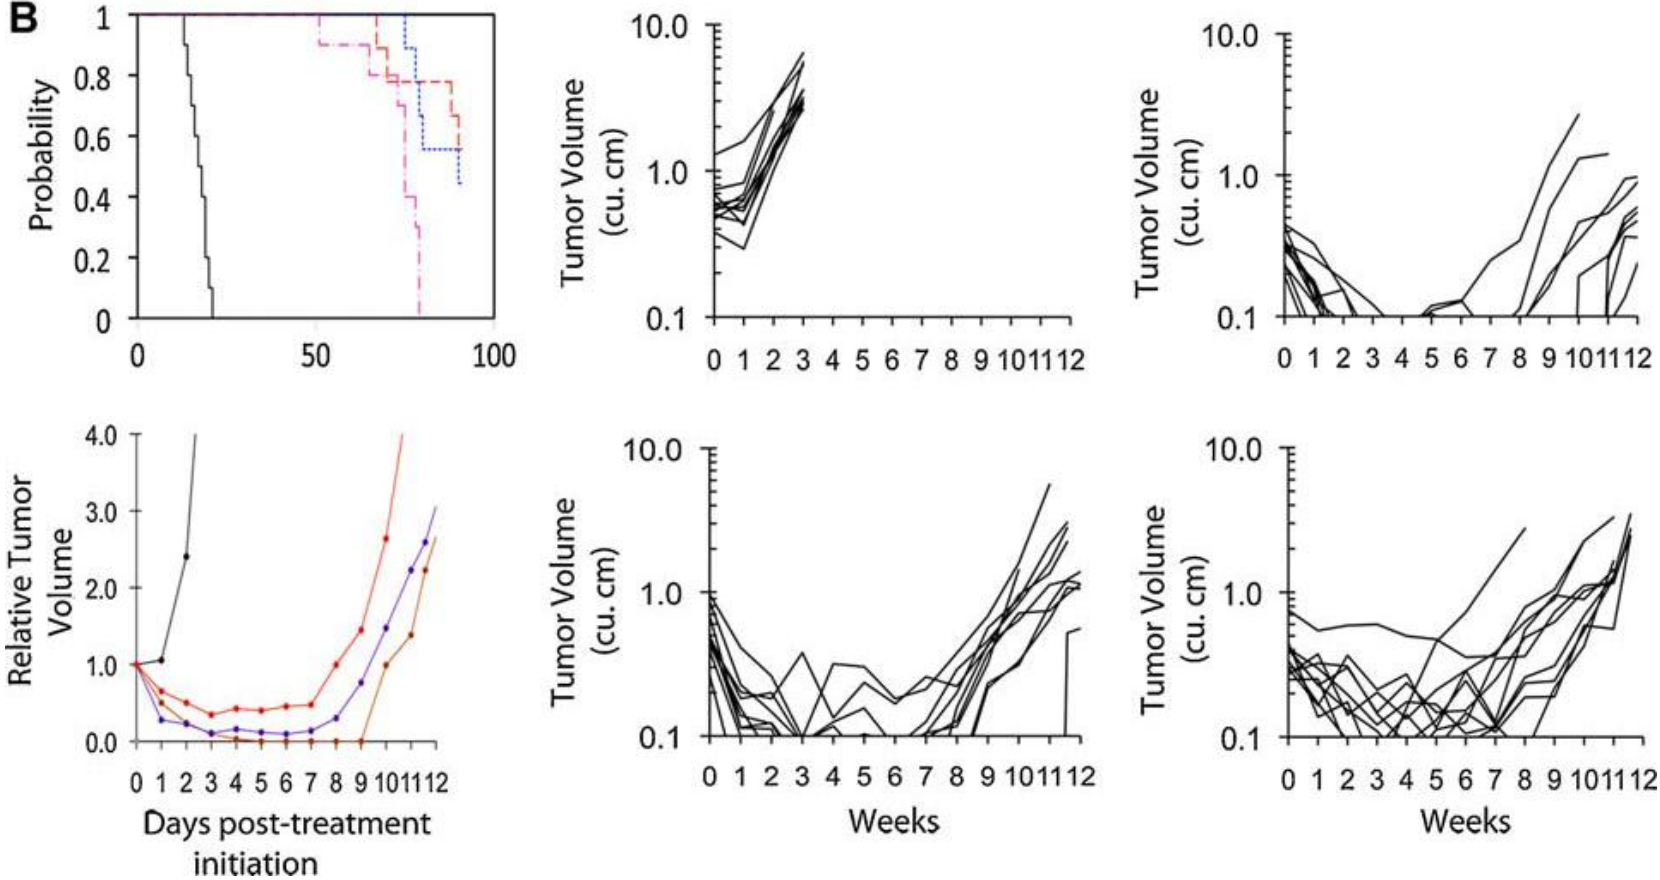 B
Probability
1
0.8
0.6
0.4
0.2
0
0 50 100
Tumor Volume
(cu. cm)
10.0
1.0
0.1
0 1 2 3 4 5 6 7 8 9 10 11 12
Tumor Volume
(cu. cm)
10.0
1.0
0.1
0 1 2 3 4 5 6 7 8 9 10 11 12
Relative Tumor
Volume
4.0
3.0
2.0
1.0
0.0
0 1 2 3 4 5 6 7 8 9 10 11 12
Days post-treatment
initiation
Tumor Volume
(cu. cm)
10.0
1.0
0.1
0 1 2 3 4 5 6 7 8 9 10 11 12
Weeks
Tumor Volume
(cu. cm)
10.0
1.0
0.1
0 1 2 3 4 5 6 7 8 9 10 11 12
Weeks